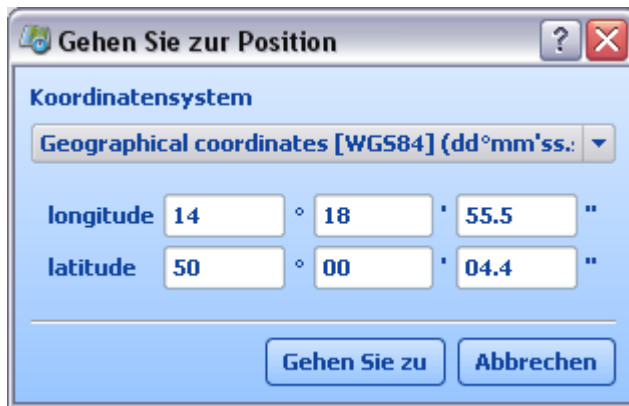 Gehen Sie zur Position
?
Koordinatensystem
Geographical coordinates [WGS84] (dd°mm'ss.
longitude 14 ° 18 ' 55.5 "
latitude 50 ° 00 ' 04.4 "
Gehen Sie zu Abbrechen